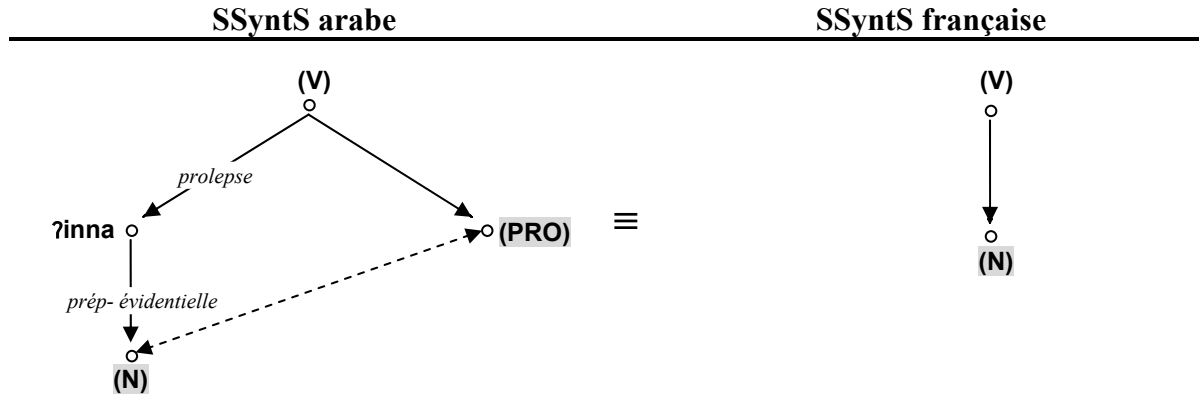 SSyntS arabe SSyntS française
(V) (V)
prolepse
ʔinna (PRO) ≡
(N)
prép- évidentielle
(N)